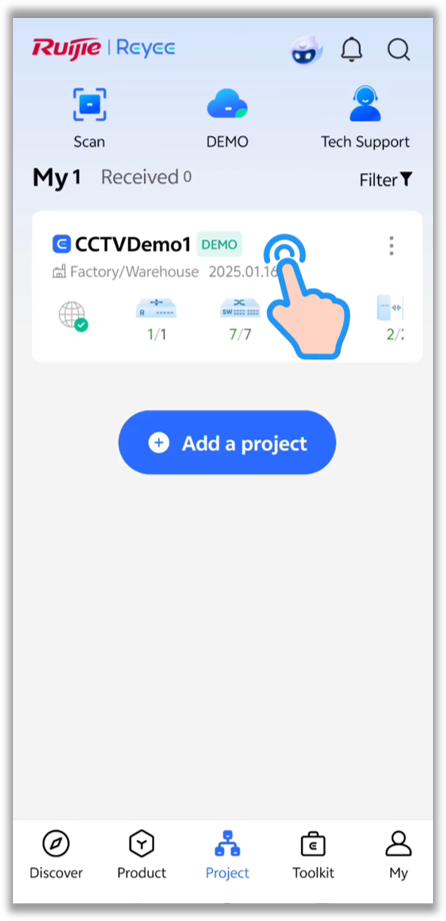 Ruijie | Reyee
Scan DEMO Tech Support
My 1 Received 0 Filter
CCTVDemo1 DEMO
Factory/Warehouse 2025.01.16
R SW
1/1 7/7 2/
Add a project
Discover Product Project Toolkit My